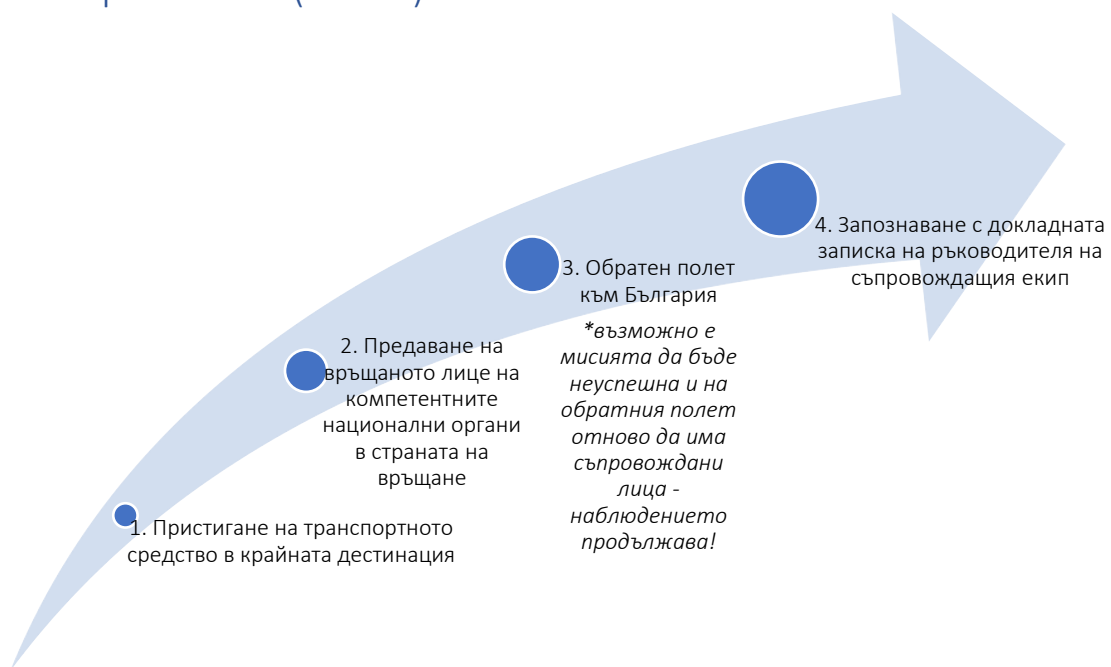 1. Пристигане на транспортното
средство в крайната дестинация
2. Предаване на
връщаното лице на
компетентните
национални органи
в страната на
връщане
3. Обратен полет
към България
*възможно е
мисията да бъде
неуспешна и на
обратния полет
отново да има
съпровождани
лица -
наблюдението
продължава!
4. Запознаване с докладната
записка на ръководителя на
съпровождащия екип